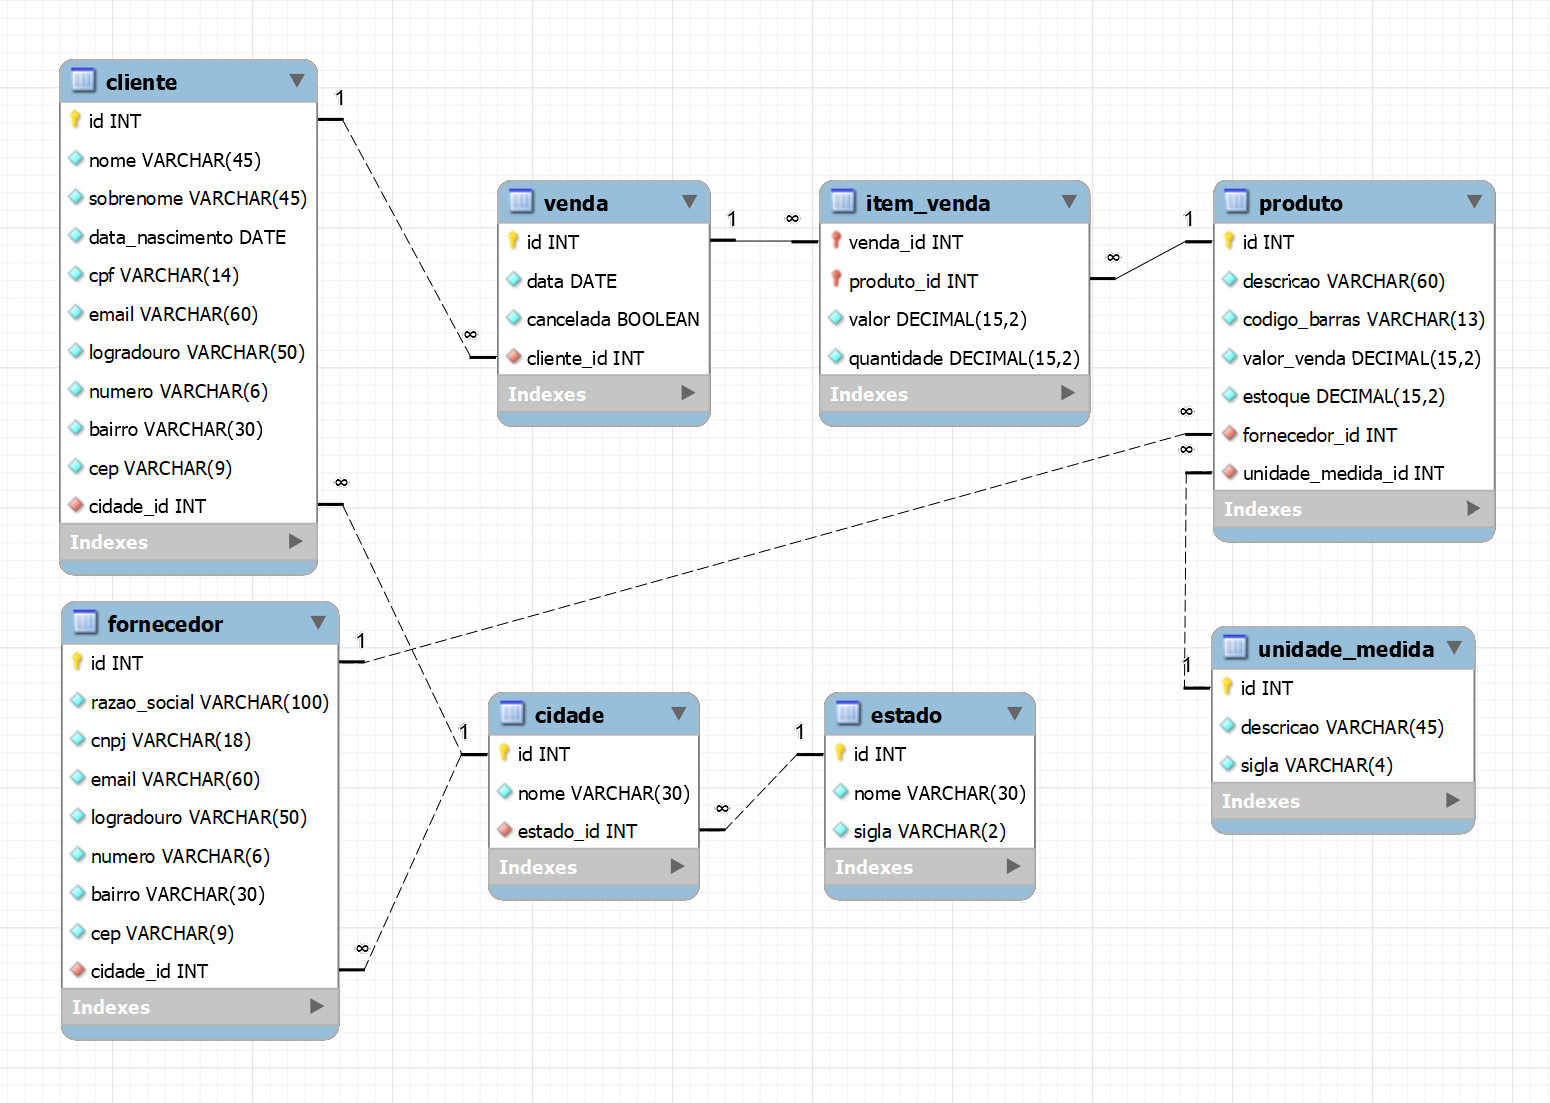 cliente
id INT
nome VARCHAR(45)
sobrenome VARCHAR(45)
data_nascimento DATE
cpf VARCHAR(14)
email VARCHAR(60)
logradouro VARCHAR(50)
numero VARCHAR(6)
bairro VARCHAR(30)
cep VARCHAR(9)
cidade_id INT
Indexes
1
∞
∞
venda
id INT
data DATE
cancelada BOOLEAN
cliente_id INT
Indexes
1
∞
item_venda
venda_id INT
produto_id INT
valor DECIMAL(15,2)
quantidade DECIMAL(15,2)
Indexes
∞
1
produto
id INT
descricao VARCHAR(60)
codigo_barras VARCHAR(13)
valor_venda DECIMAL(15,2)
estoque DECIMAL(15,2)
fornecedor_id INT
unidade_medida_id INT
Indexes
∞
∞
fornecedor
id INT
razao_social VARCHAR(100)
cnpj VARCHAR(18)
email VARCHAR(60)
logradouro VARCHAR(50)
numero VARCHAR(6)
bairro VARCHAR(30)
cep VARCHAR(9)
cidade_id INT
Indexes
1
∞
1
cidade
id INT
nome VARCHAR(30)
estado_id INT
Indexes
∞
1
estado
id INT
nome VARCHAR(30)
sigla VARCHAR(2)
Indexes
1
unidade_medida
id INT
descricao VARCHAR(45)
sigla VARCHAR(4)
Indexes